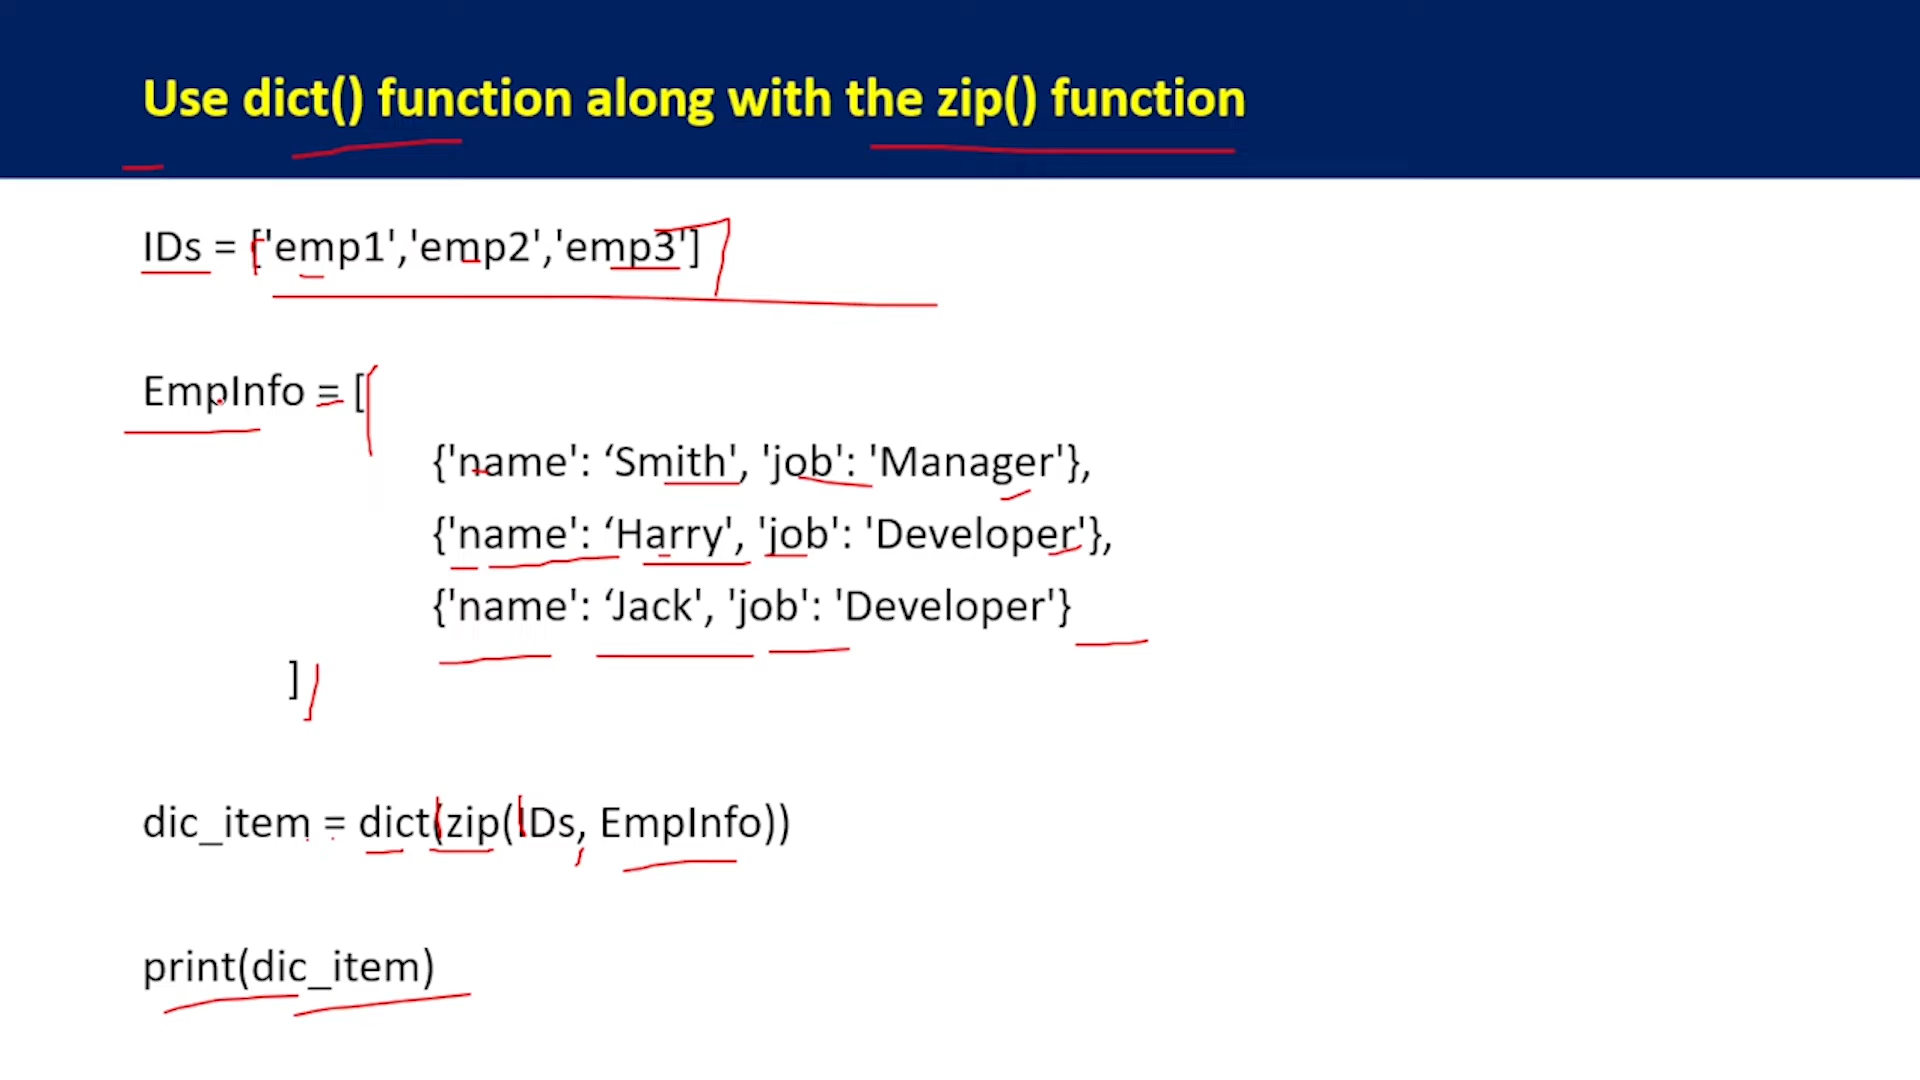 Use dict() function along with the zip() function
IDs = ['emp1','emp2','emp3']
EmpInfo = [
{'name': ‘Smith', 'job': 'Manager'},
{'name': ‘Harry', 'job': 'Developer'},
{'name': ‘Jack', 'job': 'Developer'}
]
dic_item = dict(zip(IDs, EmpInfo))
print(dic_item)